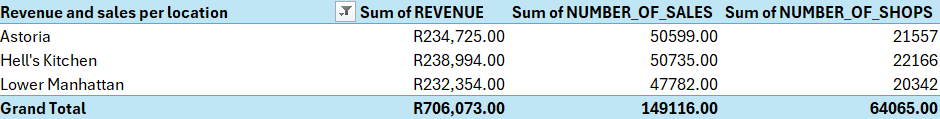 Revenue and sales per location Sum of REVENUE Sum of NUMBER_OF_SALES Sum of NUMBER_OF_SHOPS
Astoria R234,725.00 50599.00 21557
Hell's Kitchen R238,994.00 50735.00 22166
Lower Manhattan R232,354.00 47782.00 20342
Grand Total R706,073.00 149116.00 64065.00